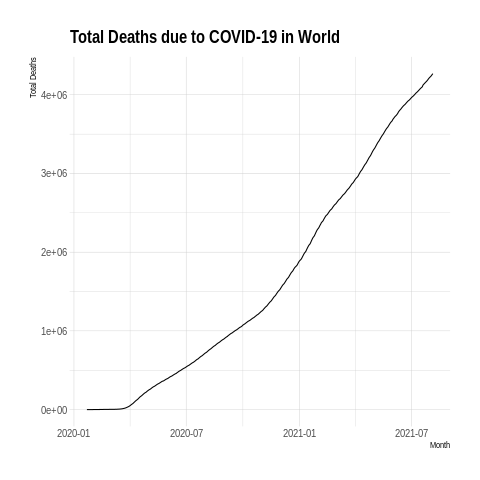 Total Deaths due to COVID-19 in World
Total Deaths
4e+06
3e+06
2e+06
1e+06
0e+00
2020-01
2020-07
2021-01
2021-07
Month